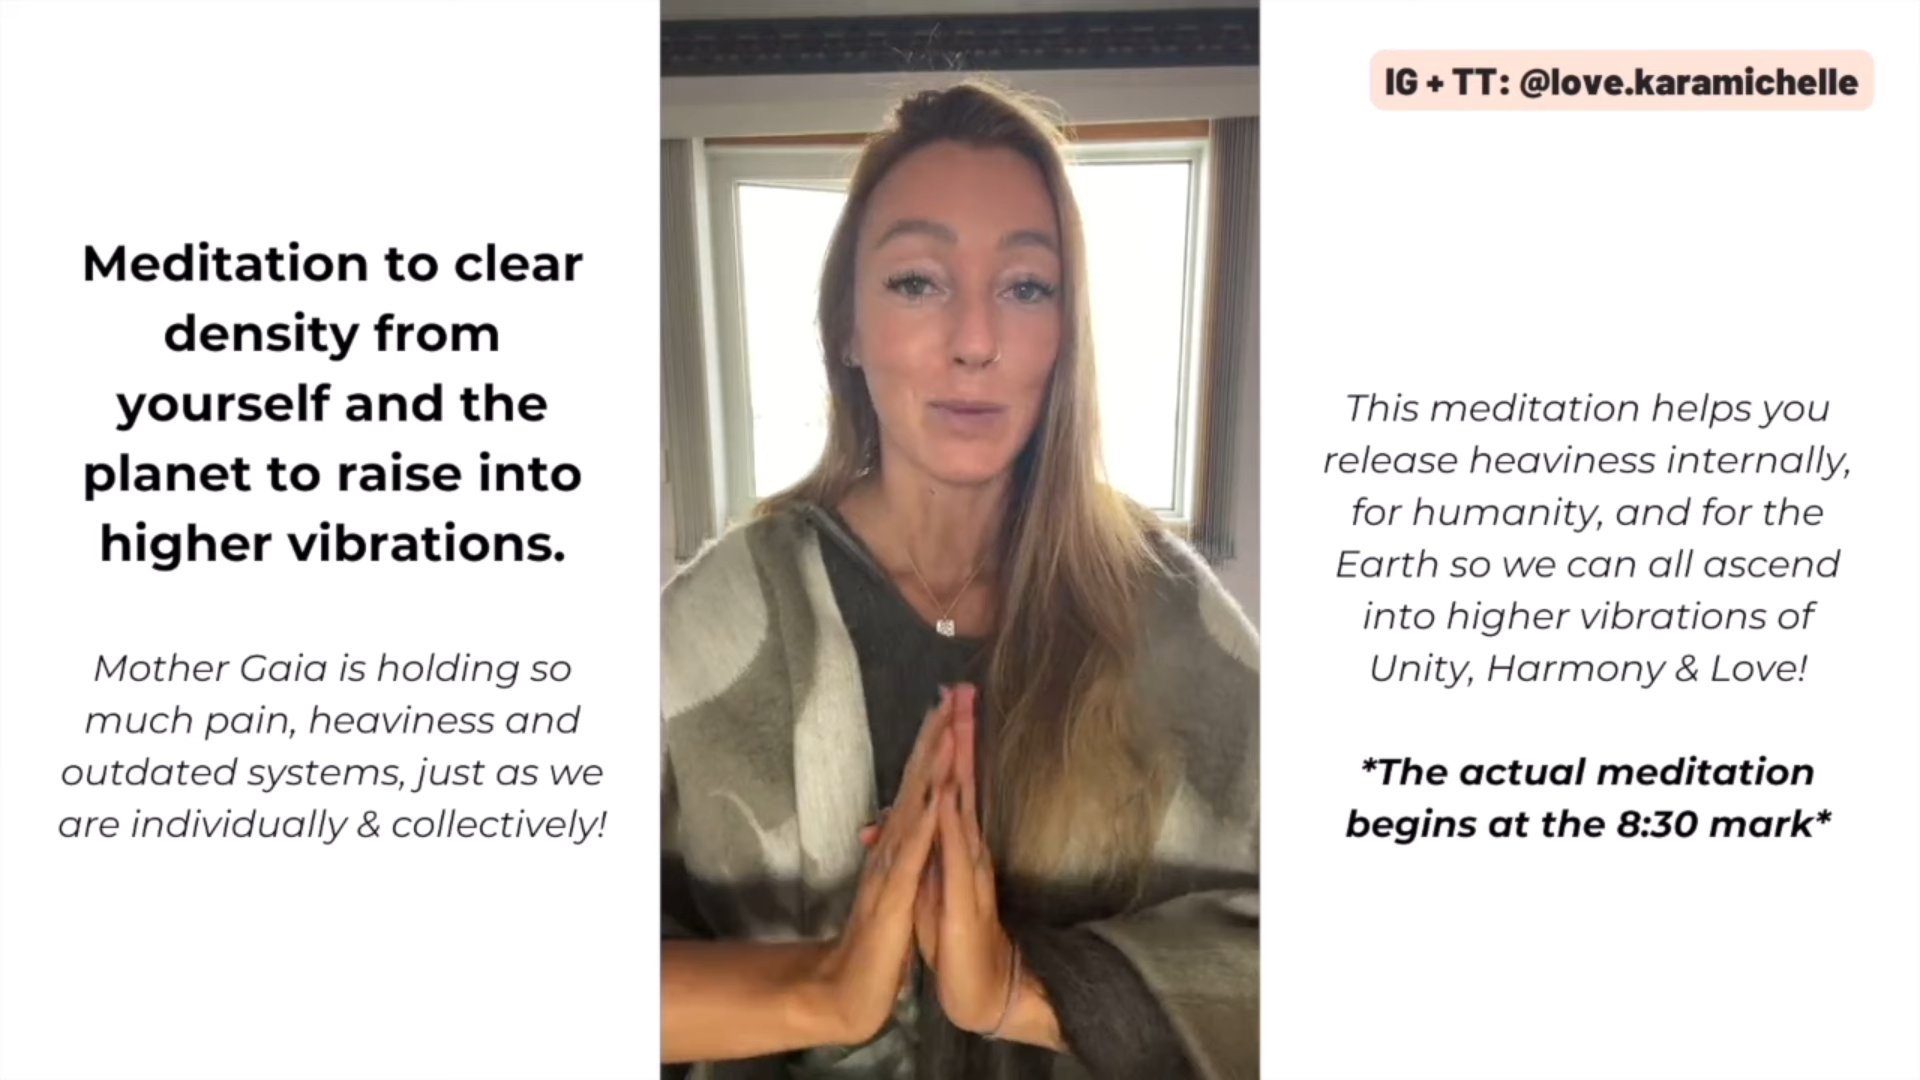 IG + TT: @love.karamichelle
Meditation to clear
density from
yourself and the
planet to raise into
higher vibrations.
Mother Gaia is holding so
much pain, heaviness and
outdated systems, just as we
are individually & collectively!
This meditation helps you
release heaviness internally,
for humanity, and for the
Earth so we can all ascend
into higher vibrations of
Unity, Harmony & Love!
*The actual meditation
begins at the 8:30 mark*